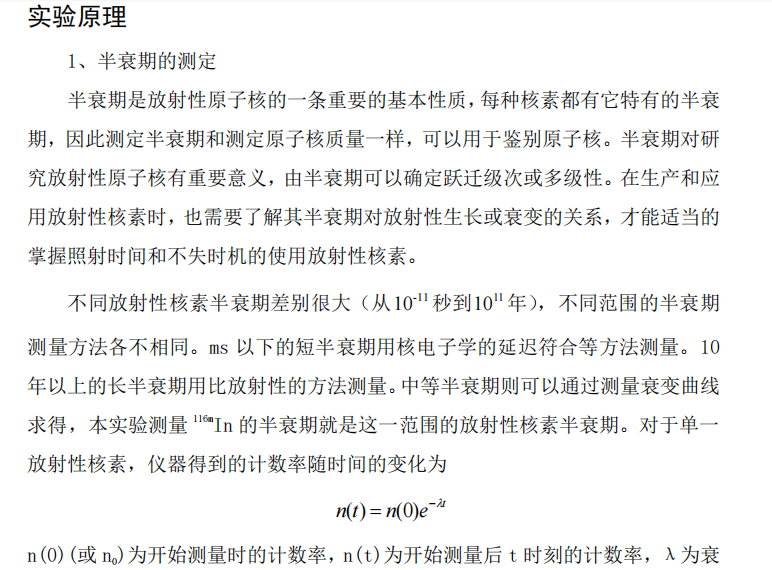 实验原理
1、半衰期的测定
半衰期是放射性原子核的一条重要的基本性质，每种核素都有它特有的半衰
期，因此测定半衰期和测定原子核质量一样，可以用于鉴别原子核。半衰期对研
究放射性原子核有重要意义，由半衰期可以确定跃迁级次或多级性。在生产和应
用放射性核素时，也需要了解其半衰期对放射性生长或衰变的关系，才能适当的
掌握照射时间和不失时机的使用放射性核素。
不同放射性核素半衰期差别很大（从10⁻¹¹秒到10¹¹年），不同范围的半衰期
测量方法各不相同。ms 以下的短半衰期用核电子学的延迟符合等方法测量。10
年以上的长半衰期用比放射性的方法测量。中等半衰期则可以通过测量衰变曲线
求得，本实验测量 ¹¹⁶ᵐIn 的半衰期就是这一范围的放射性核素半衰期。对于单一
放射性核素，仪器得到的计数率随时间的变化为
n(t) = n(0)e^{-λt}
n(0)(或 n₀)为开始测量时的计数率，n(t)为开始测量后 t 时刻的计数率，λ为衰